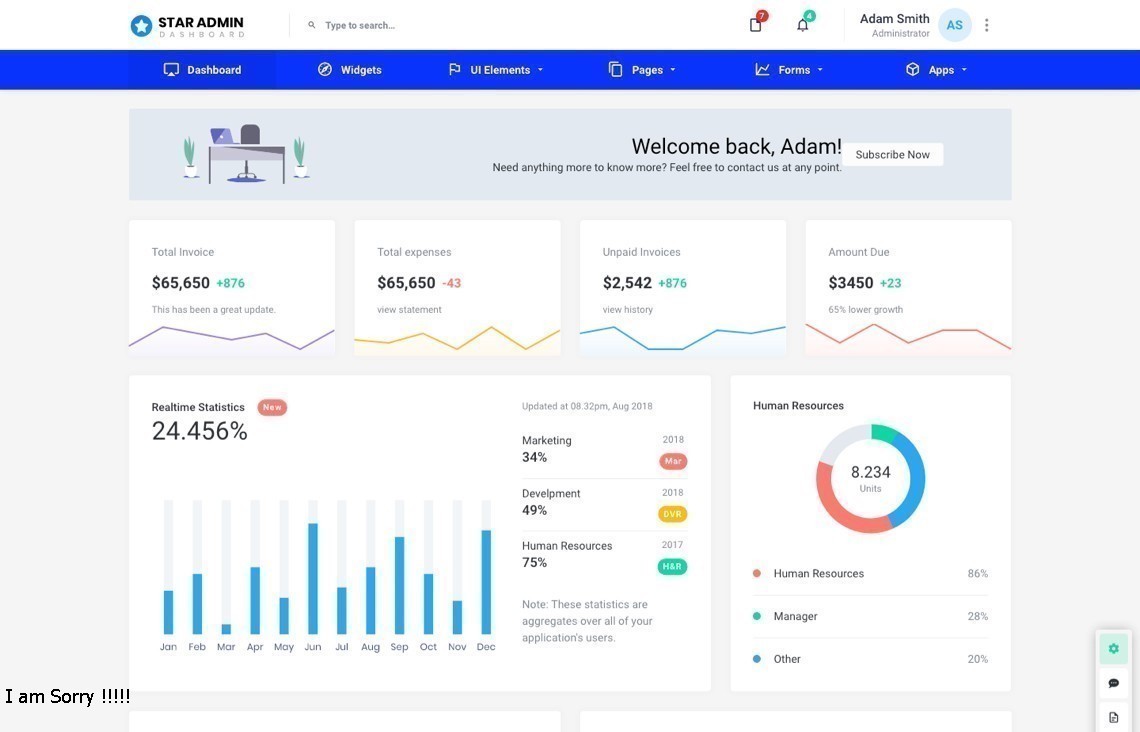 STAR ADMIN
DASHBOARD
Type to search...
7
4
Adam Smith
Administrator
AS
Dashboard
Widgets
UI Elements
Pages
Forms
Apps
Welcome back, Adam!
Need anything more to know more? Feel free to contact us at any point.
Subscribe Now
Total Invoice
$65,650 +876
This has been a great update.
Total expenses
$65,650 -43
view statement
Unpaid Invoices
$2,542 +876
view history
Amount Due
$3450 +23
65% lower growth
Realtime Statistics New
24.456%
Jan Feb Mar Apr May Jun Jul Aug Sep Oct Nov Dec
Updated at 08.32pm, Aug 2018
Marketing 2018
34% Mar
Develpment 2018
49% DVR
Human Resources 2017
75% H&R
Note: These statistics are
aggregates over all of your
application's users.
Human Resources
8.234
Units
Human Resources 86%
Manager 28%
Other 20%
I am Sorry !!!!!